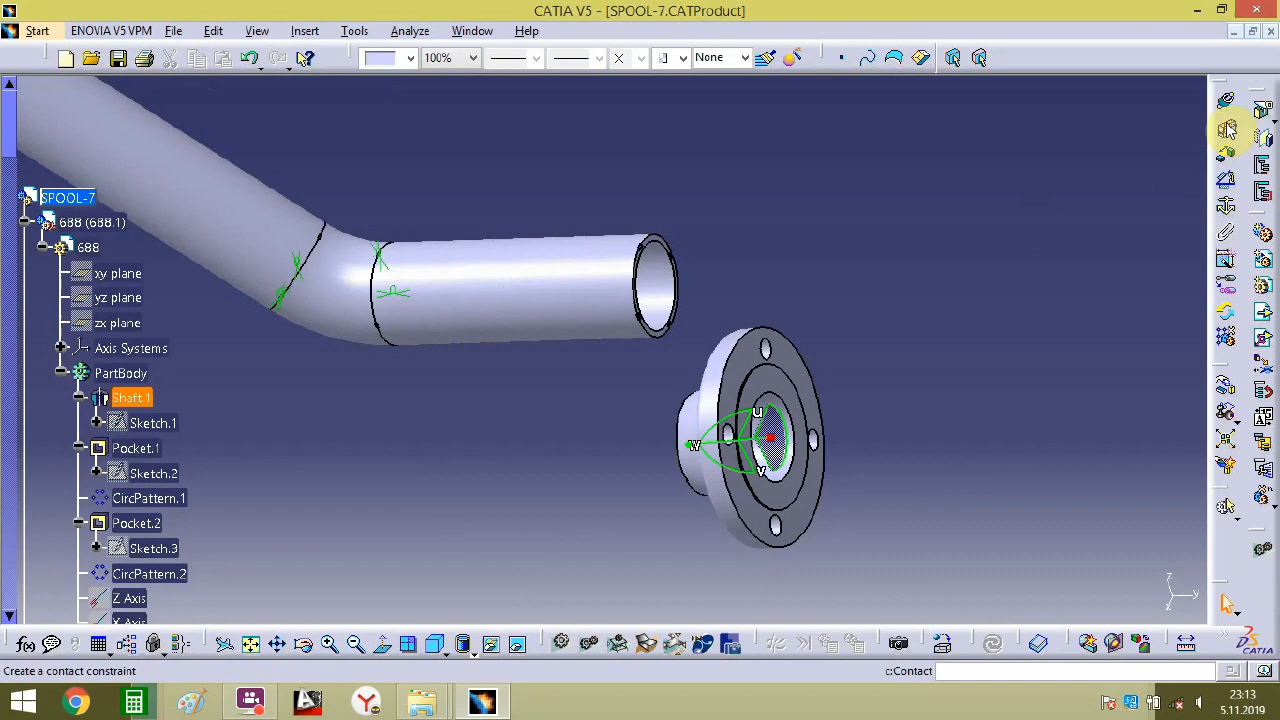 CATIA V5 - [SPOOL-7.CATProduct]
Start ENOVIA V5 VPM File Edit View Insert Tools Analyze Window Help
100% None
SPOOL-7
688 (688.1)
688
xy plane
yz plane
zx plane
Axis Systems
PartBody
Shaft.1
Sketch.1
Pocket.1
Sketch.2
CircPattern.1
Pocket.2
Sketch.3
CircPattern.2
Z Axis
X Axis
u
w
v
z
y
x
f(x)
CATIA
Create a contact constraint c:Contact
23:13
5.11.2019